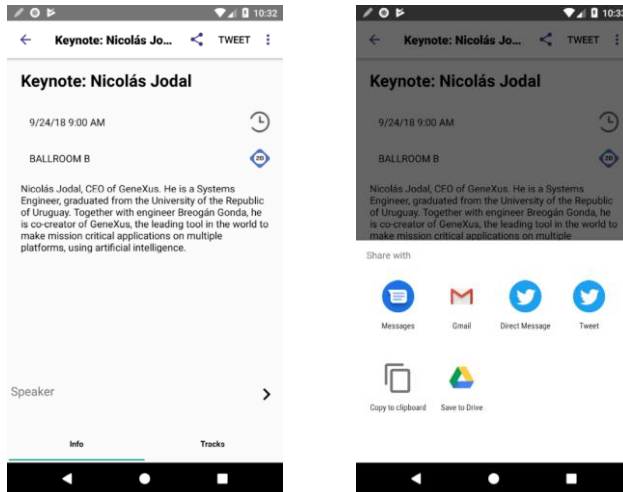 10:32
Keynote: Nicolás Jo...
TWEET
Keynote: Nicolás Jodal
9/24/18 9:00 AM
BALLROOM B
2B
Nicolás Jodal, CEO of GeneXus. He is a Systems
Engineer, graduated from the University of the Republic
of Uruguay. Together with engineer Breogán Gonda, he
is co-creator of GeneXus, the leading tool in the world to
make mission critical applications on multiple
platforms, using artificial intelligence.
Speaker
Info
Tracks
10:33
Keynote: Nicolás Jo...
TWEET
Keynote: Nicolás Jodal
9/24/18 9:00 AM
BALLROOM B
Nicolás Jodal, CEO of GeneXus. He is a Systems
Engineer, graduated from the University of the Republic
of Uruguay. Together with engineer Breogán Gonda, he
is co-creator of GeneXus, the leading tool in the world to
make mission critical applications on multiple
Share with
Messages
Gmail
Direct Message
Tweet
Copy to clipboard
Save to Drive